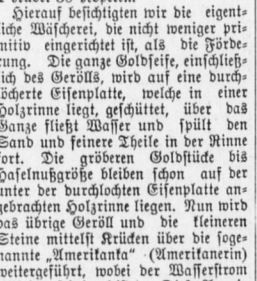 Hierauf besichtigten wir die eigent-
liche Wäscherei, die nicht weniger pri-
mitiv eingerichtet ist, als die Förde-
rung. Die ganze Goldseife, einschließ-
lich des Gerölls, wird auf eine durch-
löcherte Eisenplatte, welche in einer
Holzrinne liegt, geschüttet, über das
Ganze fließt Wasser und spült den
Sand und feinere Theile in der Rinne
fort. Die gröberen Goldstücke bis
Haselnußgröße bleiben schon auf der
unter der durchlochten Eisenplatte an-
gebrachten Holzrinne liegen. Nun wird
das übrige Geröll und die kleineren
Steine mittelst Krücken über die soge-
nannte „Amerikanka“ (Amerikanerin)
weitergeführt, wobei der Wasserstrom